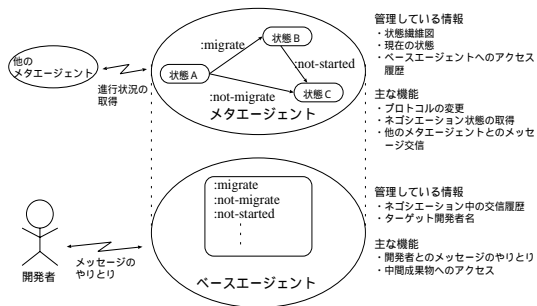 他の
メタエージェント
進行状況の
取得
:migrate
状態 B
:not-started
状態 A
:not-migrate
状態 C
メタエージェント
管理している情報
・状態繊維図
・現在の状態
・ベースエージェントへのアクセス
履歴
主な機能
・プロトコルの変更
・ネゴシエーション状態の取得
・他のメタエージェントとのメッセ
ージ交信
開発者
メッセージの
やりとり
:migrate
:not-migrate
:not-started
ベースエージェント
管理している情報
・ネゴシエーション中の交信履歴
・ターゲット開発者名
主な機能
・開発者とのメッセージのやりとり
・中間成果物へのアクセス